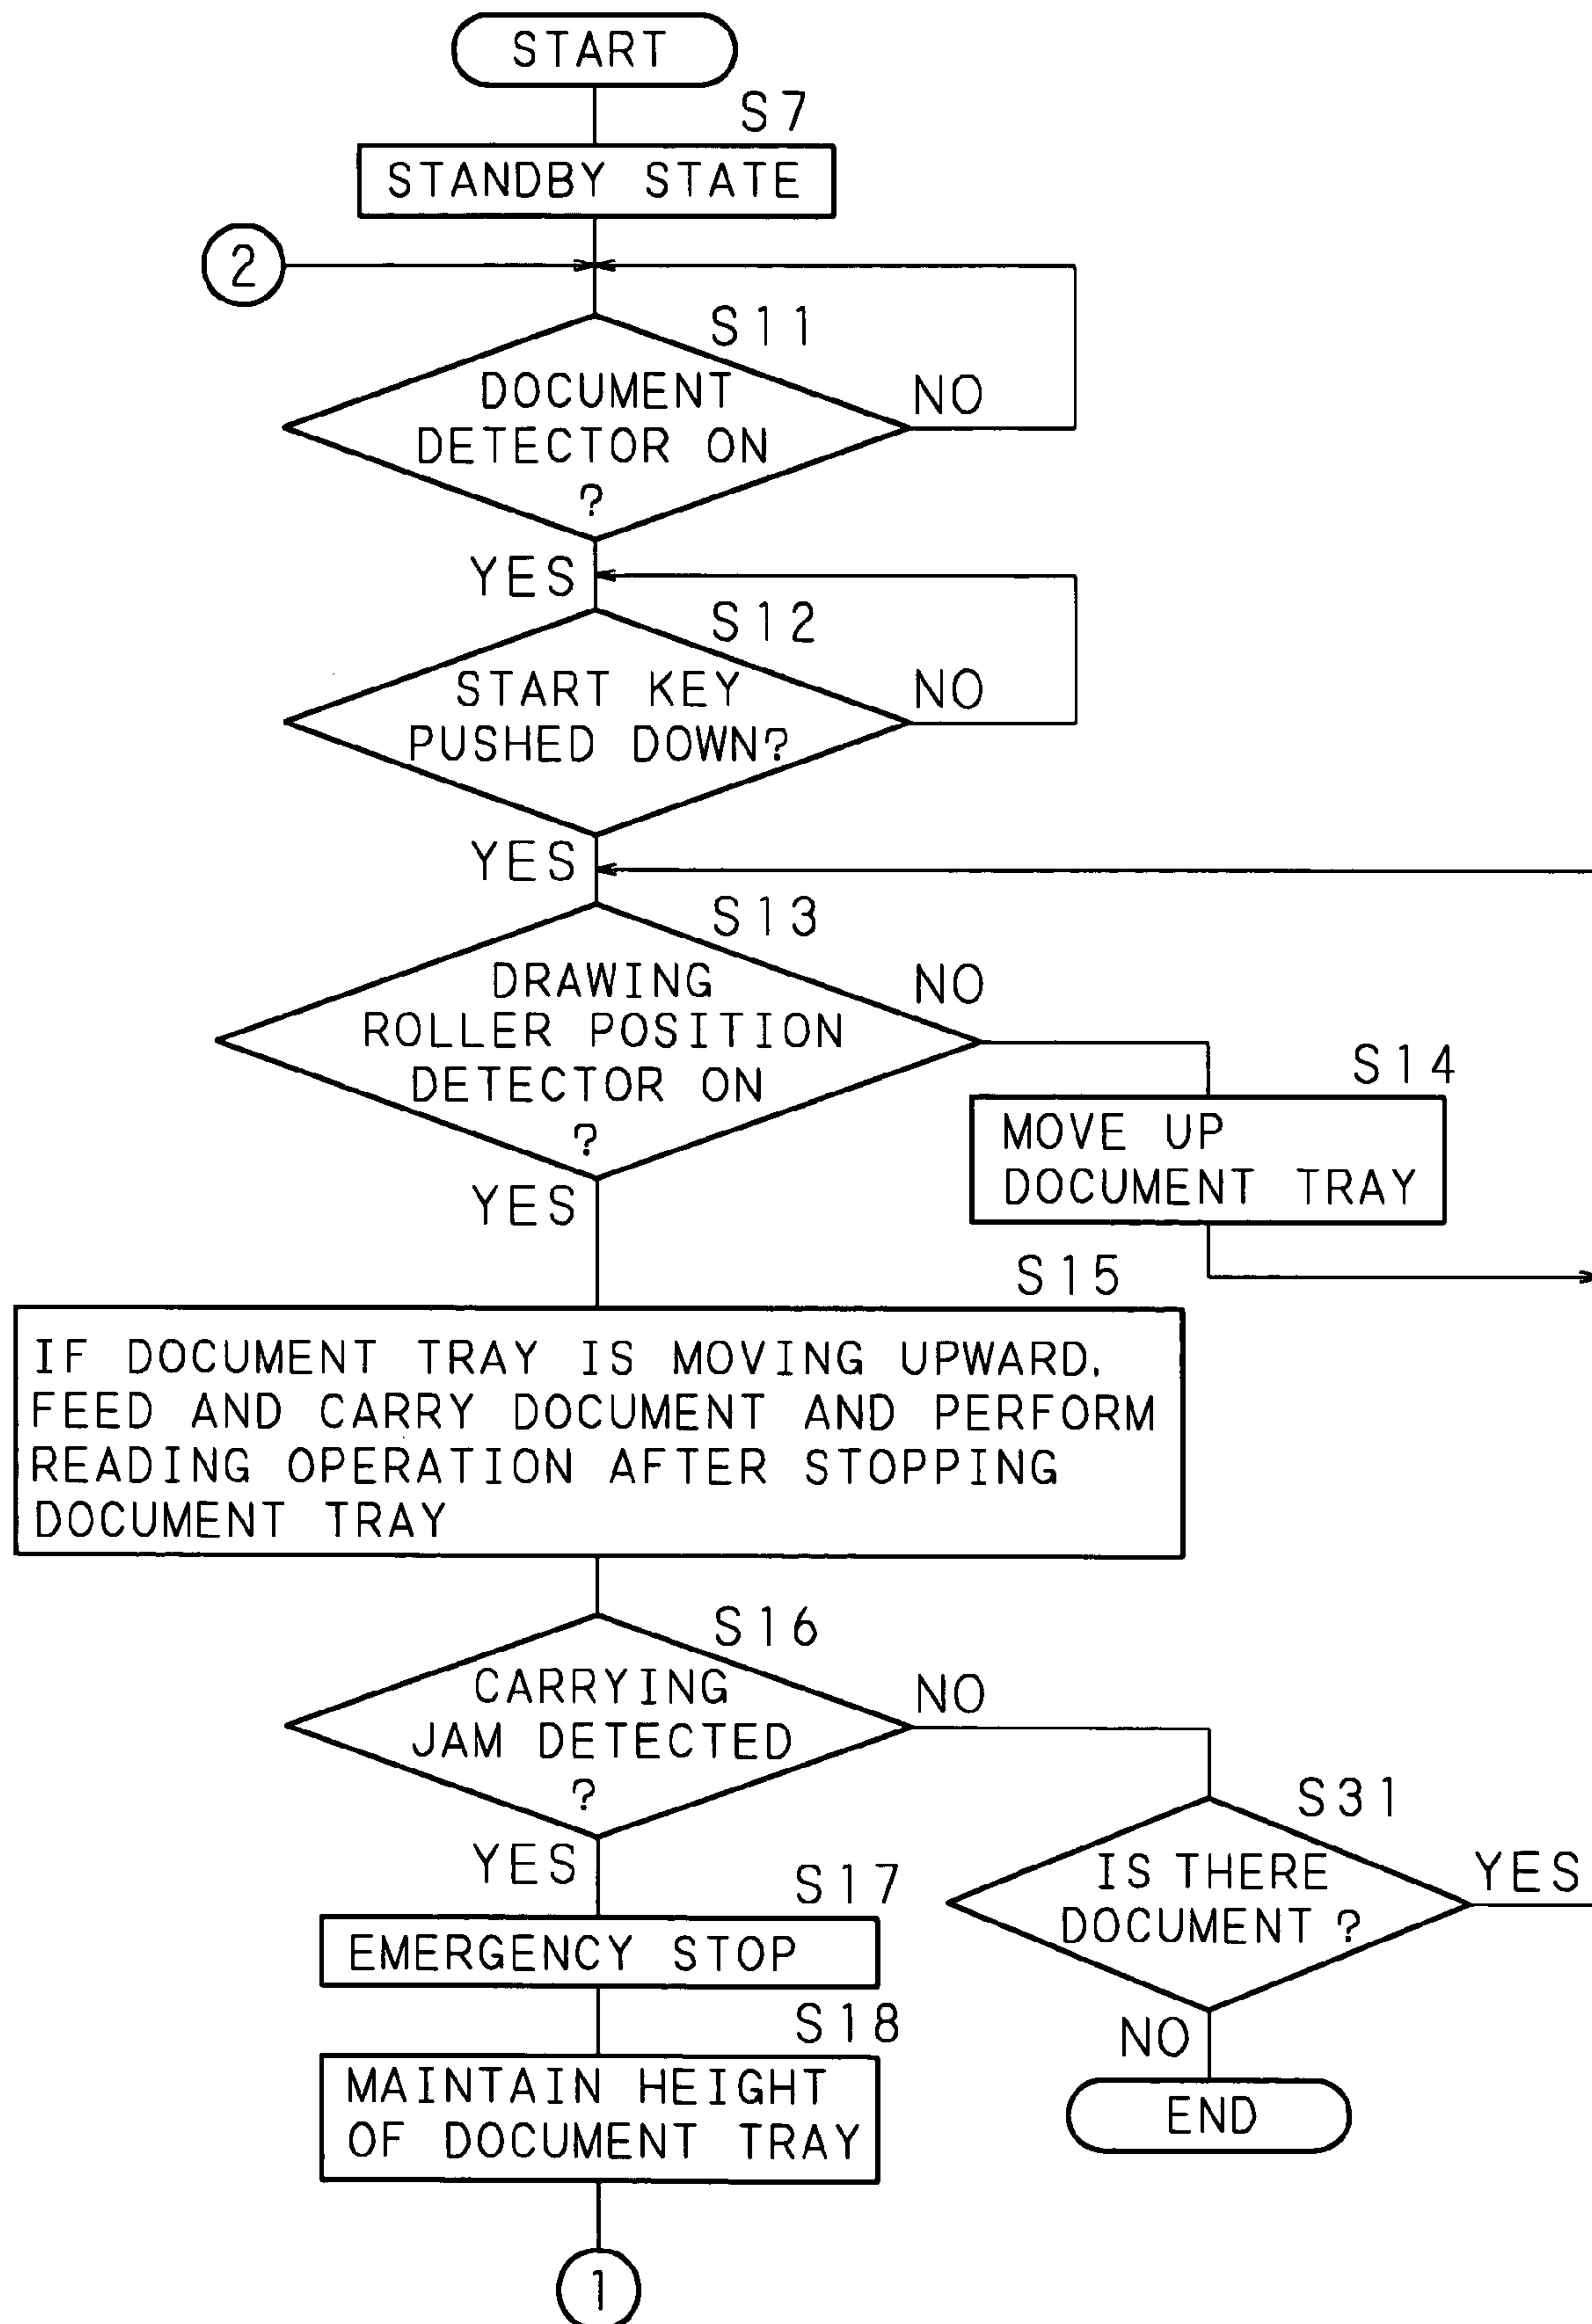 START
S7
STANDBY STATE
2
S11
DOCUMENT
DETECTOR ON
?
NO
YES
S12
START KEY
PUSHED DOWN?
NO
YES
S13
DRAWING
ROLLER POSITION
DETECTOR ON
?
NO
YES
S14
MOVE UP
DOCUMENT TRAY
S15
IF DOCUMENT TRAY IS MOVING UPWARD.
FEED AND CARRY DOCUMENT AND PERFORM
READING OPERATION AFTER STOPPING
DOCUMENT TRAY
S16
CARRYING
JAM DETECTED
?
NO
YES
S31
IS THERE
DOCUMENT ?
YES
NO
END
S17
EMERGENCY STOP
S18
MAINTAIN HEIGHT
OF DOCUMENT TRAY
1